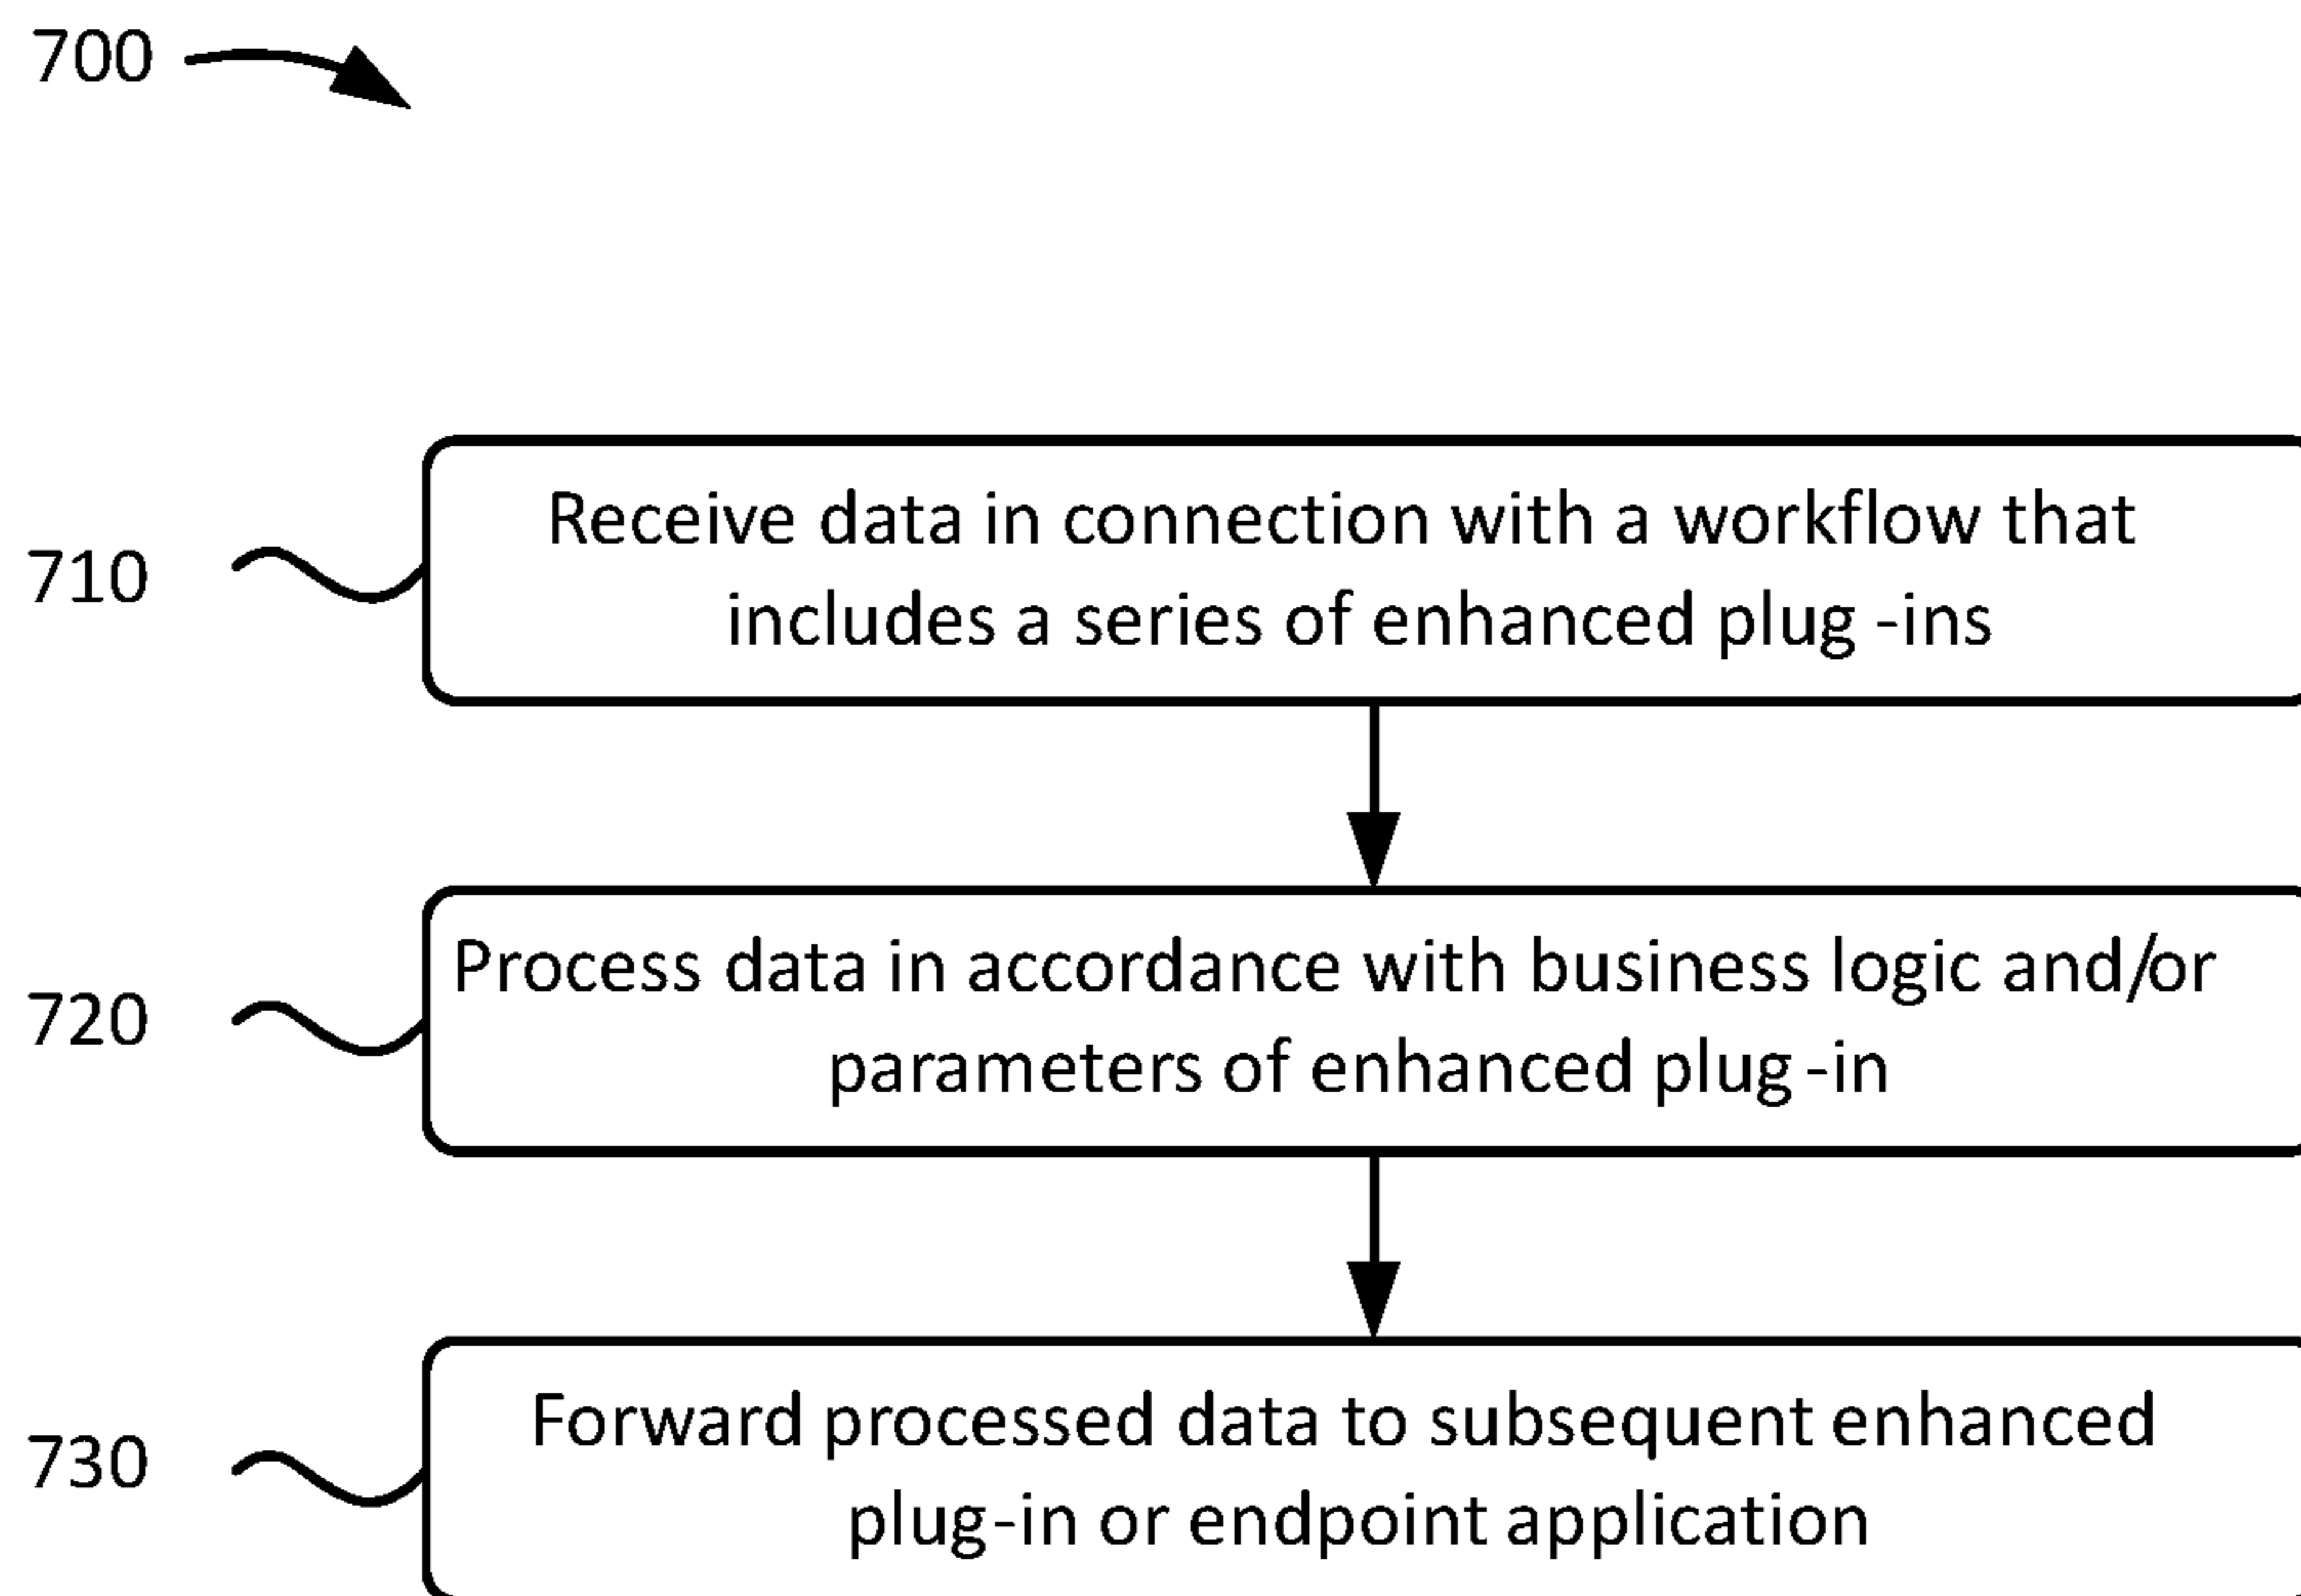 700
Receive data in connection with a workflow that
710
includes a series of enhanced plug -ins
Process data in accordance with business logic and/or
720
parameters of enhanced plug -in
Forward processed data to subsequent enhanced
730
plug-in or endpoint application